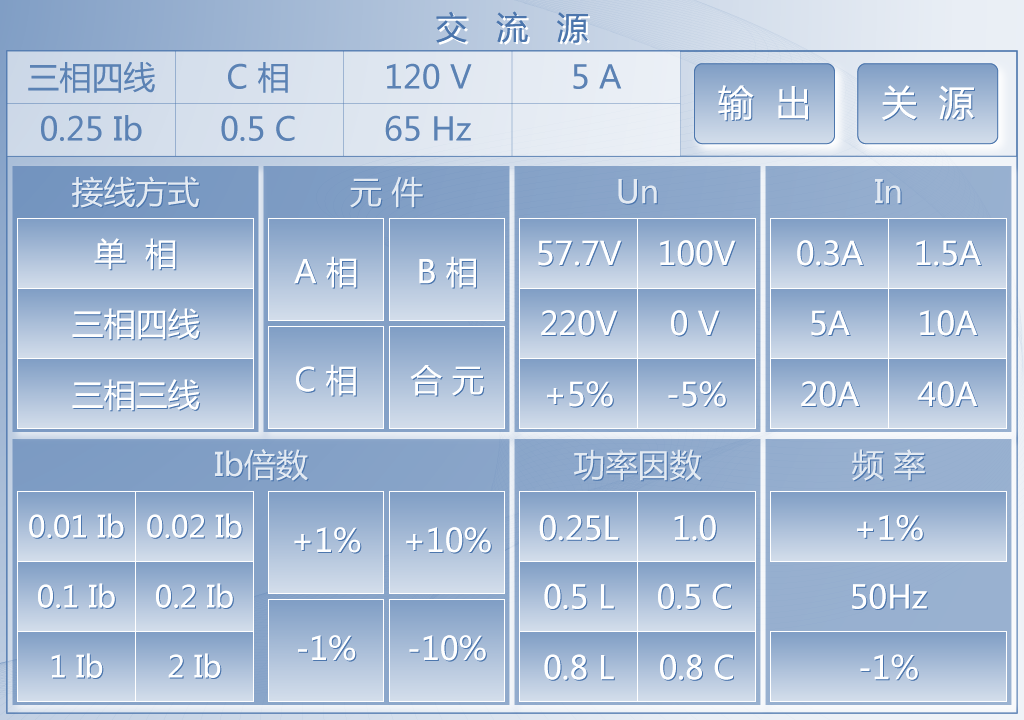 交 流 源
三相四线 C 相 120 V 5 A
0.25 Ib 0.5 C 65 Hz
输 出 关 源
接线方式
单 相
三相四线
三相三线
元 件
A 相 B 相
C 相 合 元
Un
57.7V 100V
220V 0 V
+5% -5%
In
0.3A 1.5A
5A 10A
20A 40A
Ib倍数
0.01 Ib 0.02 Ib
0.1 Ib 0.2 Ib
1 Ib 2 Ib
+1% +10%
-1% -10%
功率因数
0.25L 1.0
0.5 L 0.5 C
0.8 L 0.8 C
频 率
+1%
50Hz
-1%